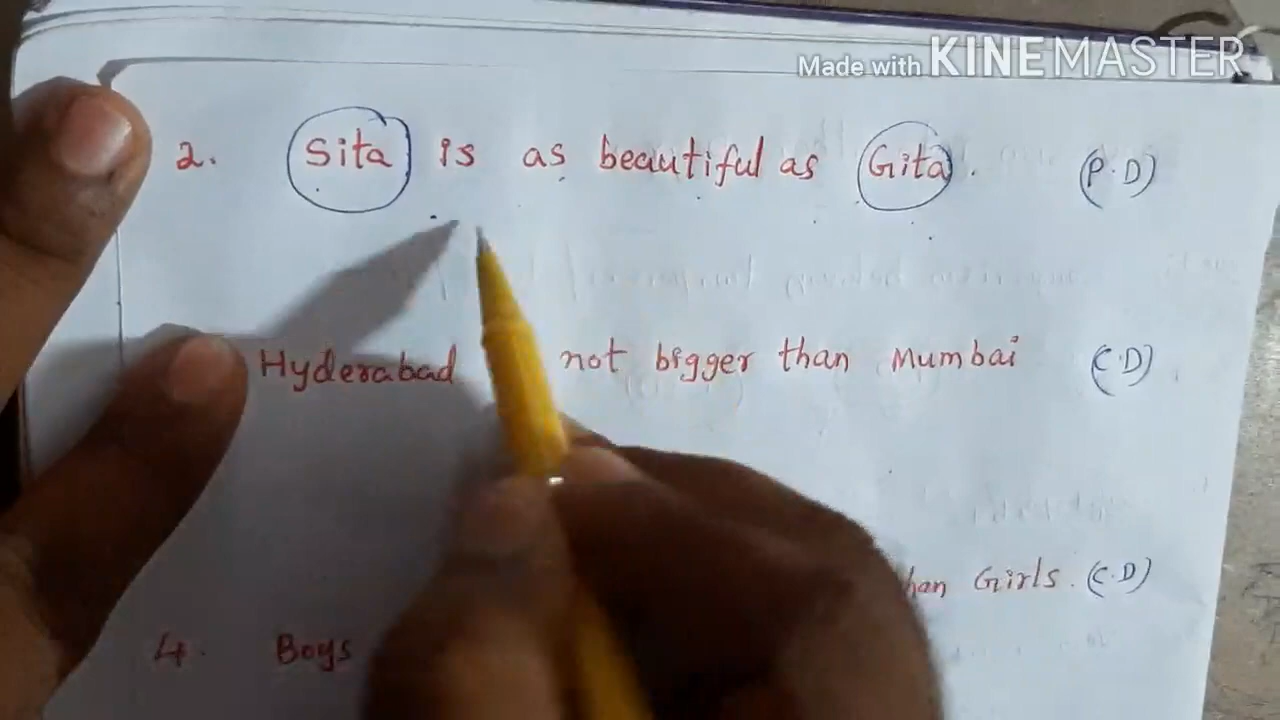 Made with KINEMASTER
2. Sita is as beautiful as Gita. (P.D)
Hyderabad not bigger than Mumbai (C.D)
han Girls. (C.D)
4. Boys